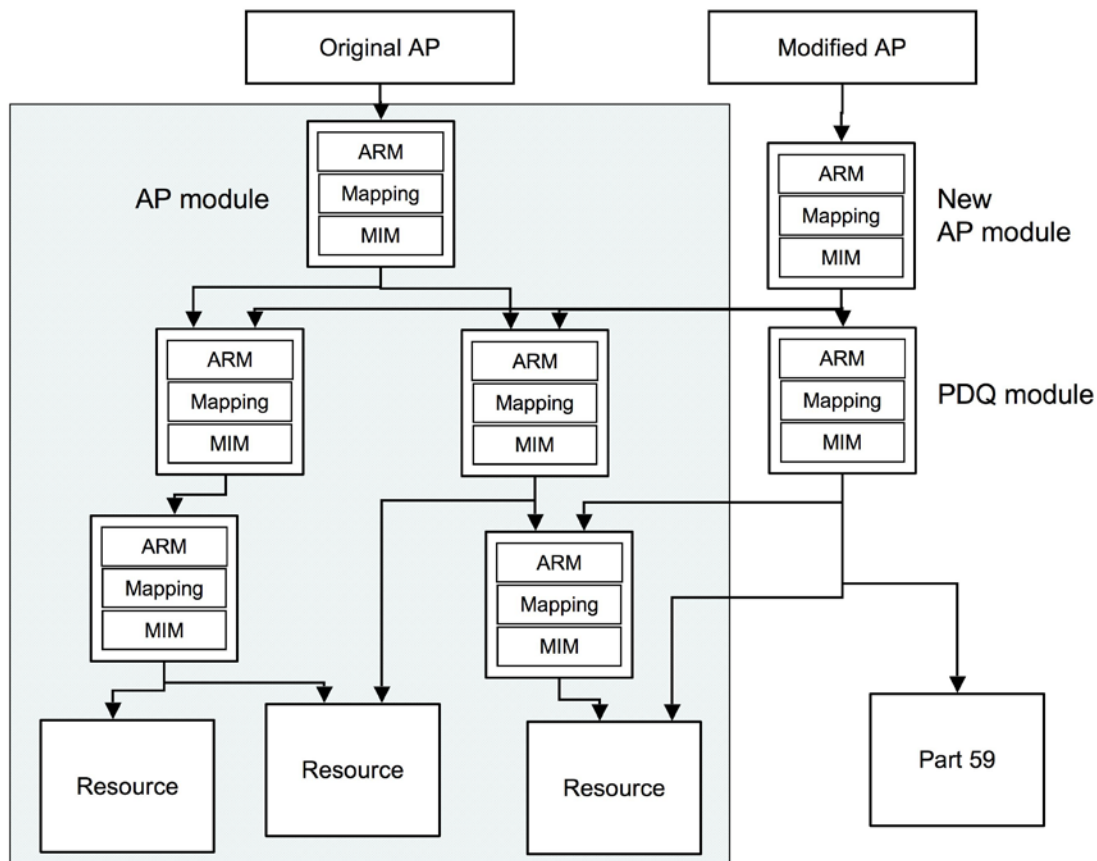 Original AP
Modified AP
AP module
ARM
Mapping
MIM
ARM
Mapping
MIM
New
AP module
ARM
Mapping
MIM
ARM
Mapping
MIM
ARM
Mapping
MIM
PDQ module
ARM
Mapping
MIM
ARM
Mapping
MIM
Resource
Resource
Resource
Part 59